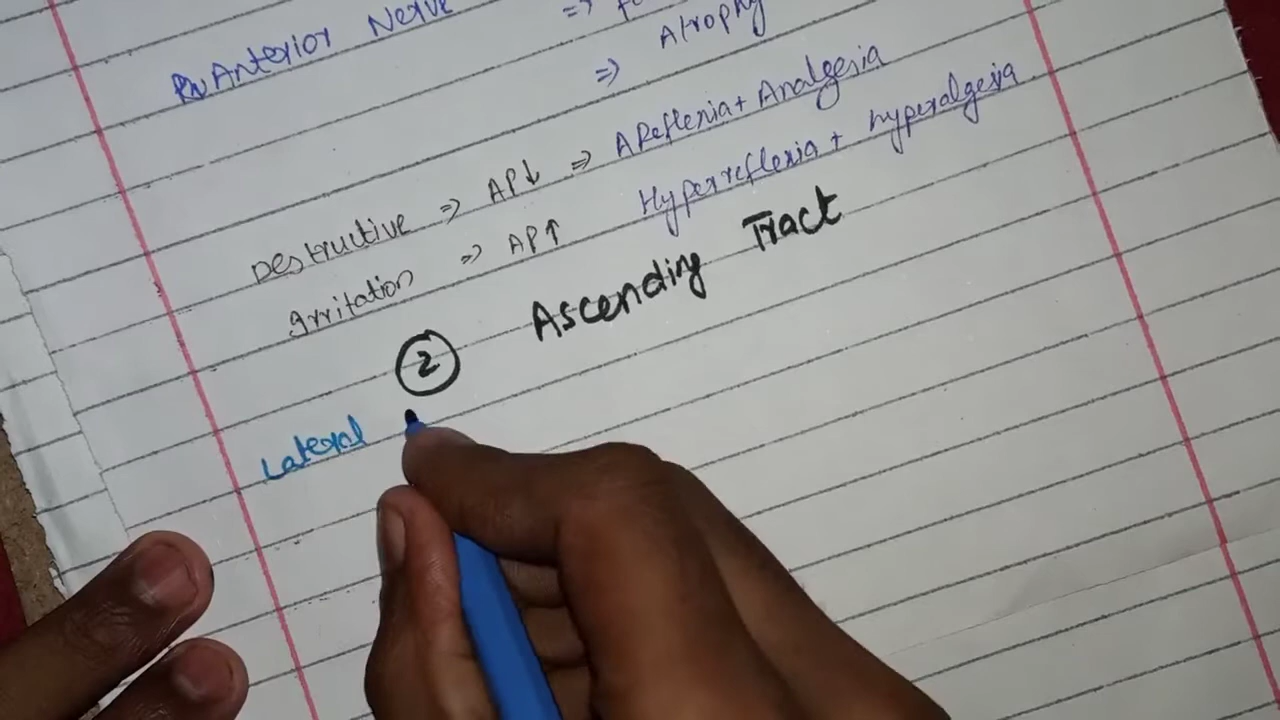 Anterior Nerve =>
=> Atrophy
Destructive => AP↓ => AReflexia + Analgesia
Irritation => AP↑ Hyperreflexia + hyperalgesia
② Ascending Tract
Lateral